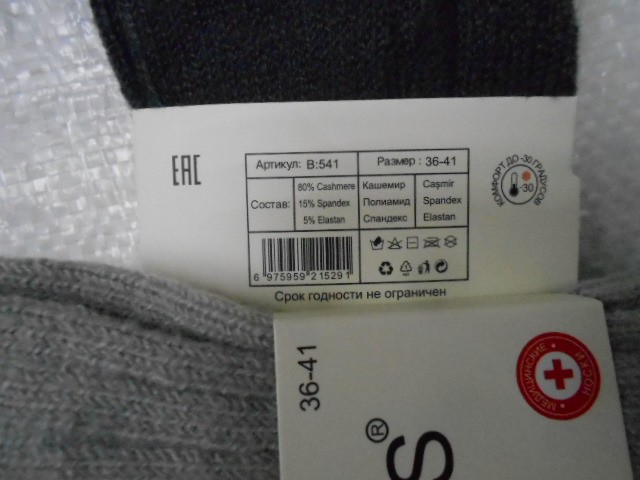 EAC
Артикул: B:541
Размер : 36-41
Состав:
80% Cashmere
15% Spandex
5% Elastan
Кашемир
Полиамид
Спандекс
Caşmir
Spandex
Elastan
6 975959 215291
Срок годности не ограничен
КОМФОРТ ДО -30 ГРАДУСОВ
-30
36-41
®
S
МЕДИЦИНСКИЕ
НОСКИ